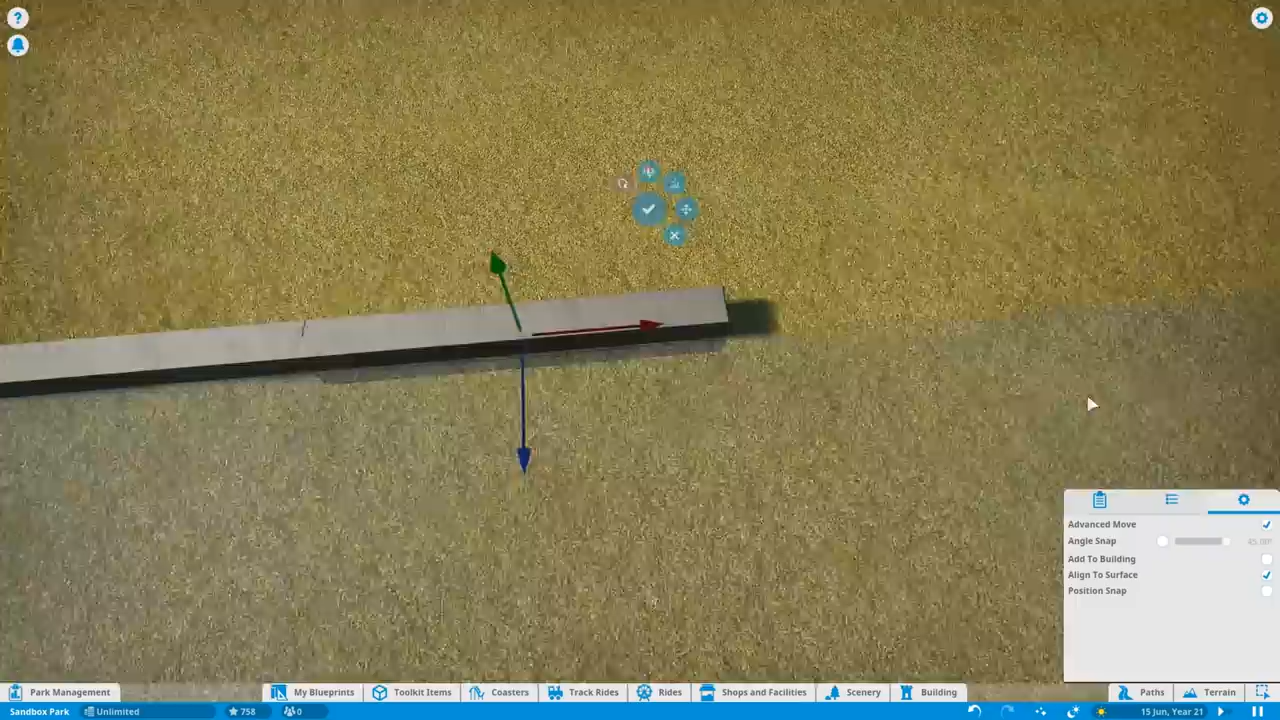 ?
Advanced Move
Angle Snap 45.00°
Add To Building
Align To Surface
Position Snap
Park Management My Blueprints Toolkit Items Coasters Track Rides Rides Shops and Facilities Scenery Building Paths Terrain
Sandbox Park Unlimited 758 0 15 Jun, Year 21